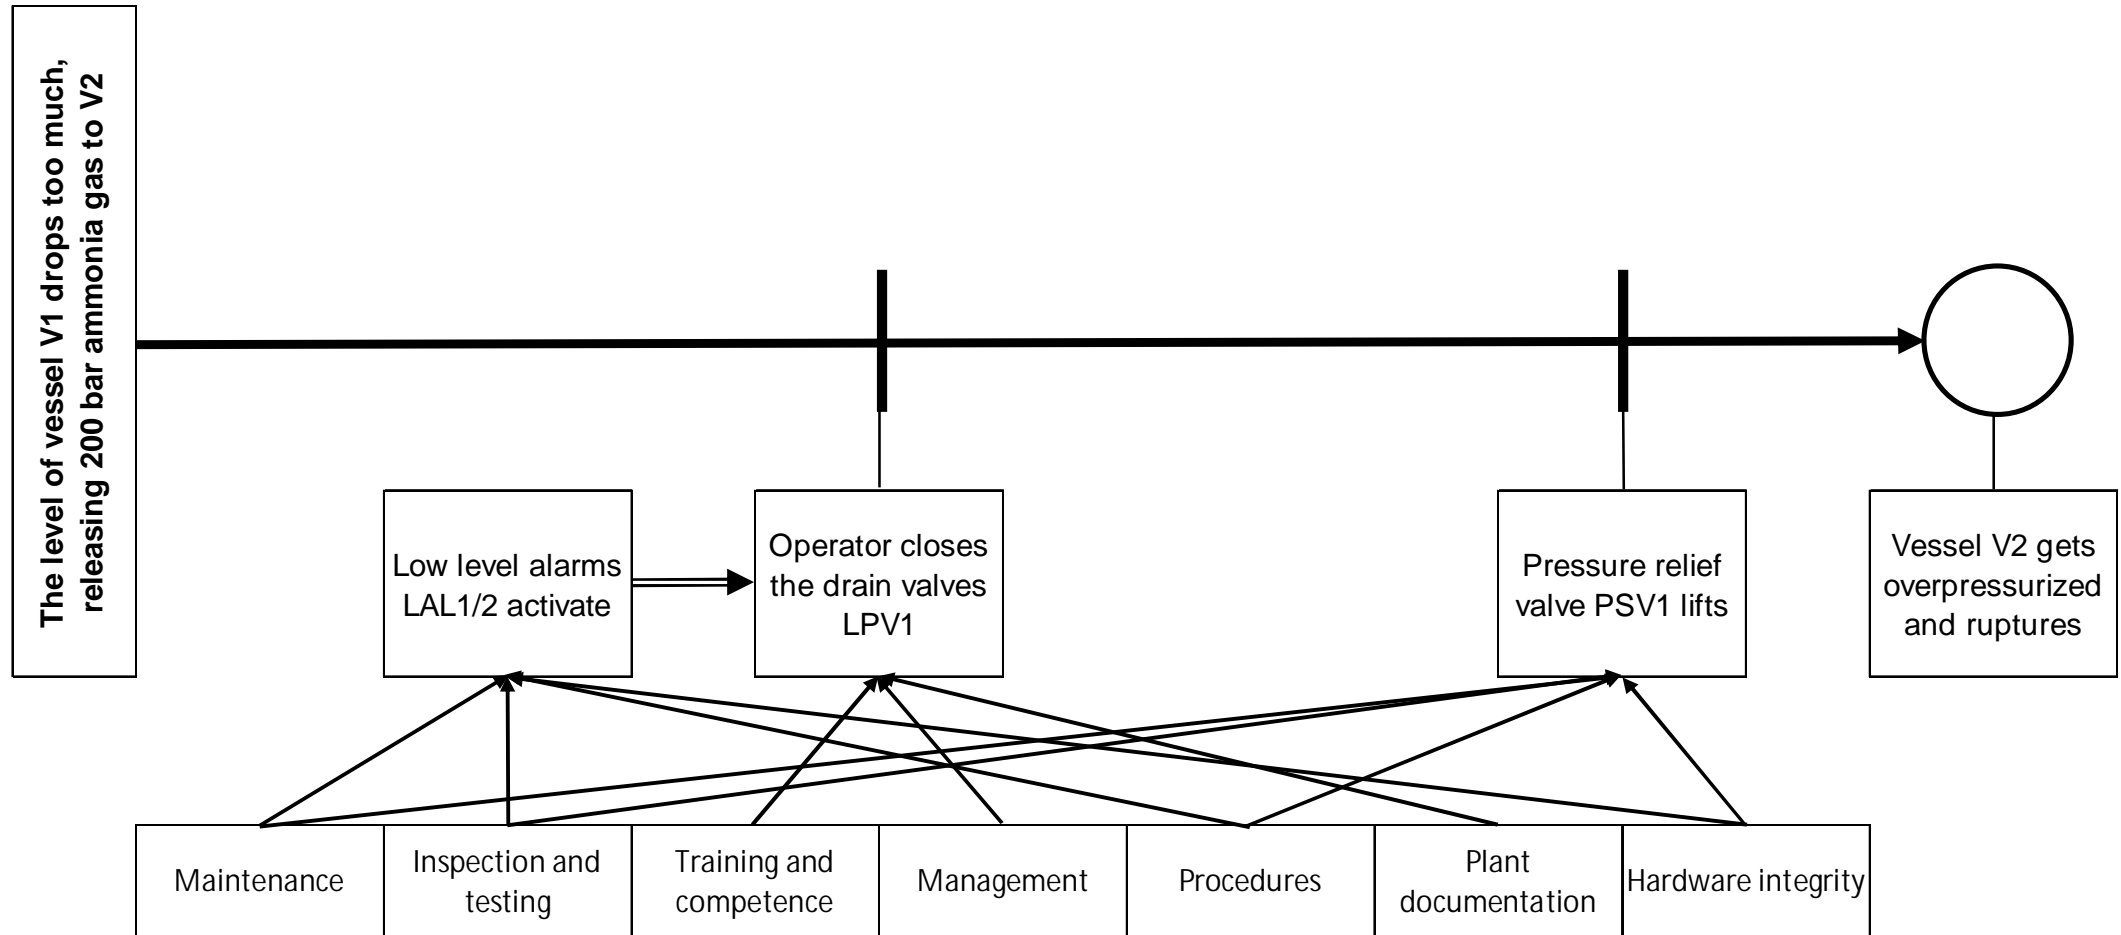 The level of vessel V1 drops too much,
releasing 200 bar ammonia gas to V2
Low level alarms
LAL1/2 activate
Operator closes
the drain valves
LPV1
Pressure relief
valve PSV1 lifts
Vessel V2 gets
overpressurized
and ruptures
Maintenance
Inspection and
testing
Training and
competence
Management
Procedures
Plant
documentation
Hardware integrity